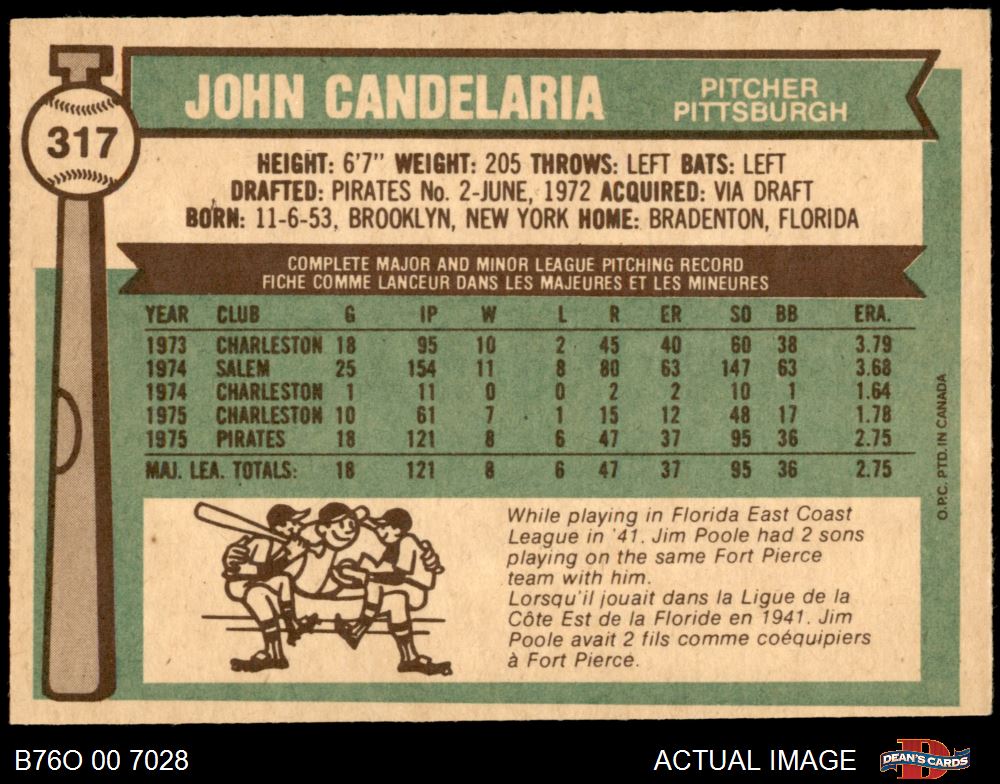 317
JOHN CANDELARIA
PITCHER
PITTSBURGH
HEIGHT: 6'7" WEIGHT: 205 THROWS: LEFT BATS: LEFT
DRAFTED: PIRATES No. 2-JUNE, 1972 ACQUIRED: VIA DRAFT
BORN: 11-6-53, BROOKLYN, NEW YORK HOME: BRADENTON, FLORIDA
COMPLETE MAJOR AND MINOR LEAGUE PITCHING RECORD
FICHE COMME LANCEUR DANS LES MAJEURES ET LES MINEURES
YEAR CLUB G IP W L R ER SO BB ERA.
1973 CHARLESTON 18 95 10 2 45 40 60 38 3.79
1974 SALEM 25 154 11 8 80 63 147 63 3.68
1974 CHARLESTON 1 11 0 0 2 2 10 1 1.64
1975 CHARLESTON 10 61 7 1 15 12 48 17 1.78
1975 PIRATES 18 121 8 6 47 37 95 36 2.75
MAJ. LEA. TOTALS: 18 121 8 6 47 37 95 36 2.75
While playing in Florida East Coast
League in '41. Jim Poole had 2 sons
playing on the same Fort Pierce
team with him.
Lorsqu'il jouait dans la Ligue de la
Côte Est de la Floride en 1941. Jim
Poole avait 2 fils comme coéquipiers
à Fort Pierce.
O.P.C. PTD. IN CANADA
B76O 00 7028
ACTUAL IMAGE
DEAN'S CARDS